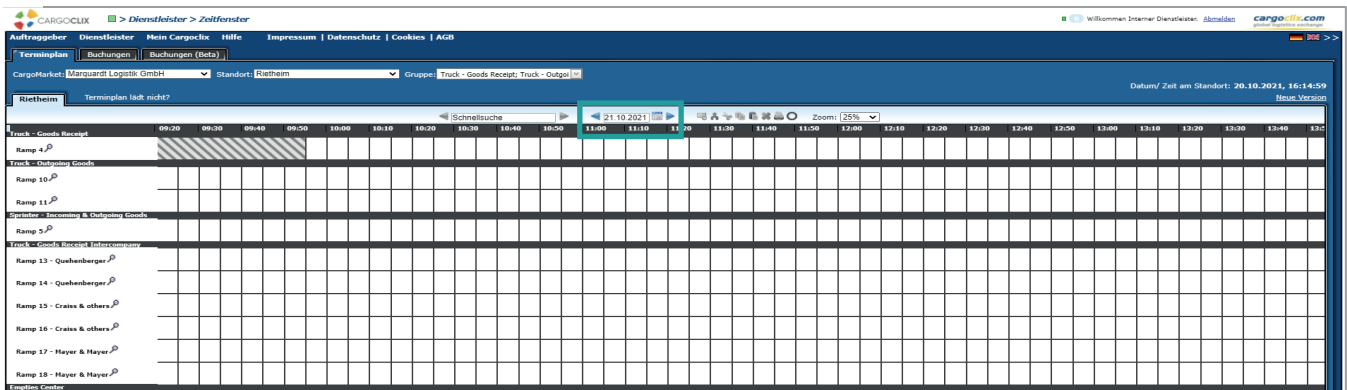 CARGOCLIX > Dienstleister > Zeitfenster Willkommen Interner Dienstleister. Abmelden cargoclix.com
global logistics exchange
Auftraggeber Dienstleister Mein Cargoclix Hilfe Impressum | Datenschutz | Cookies | AGB >>
Terminplan Buchungen Buchungen (Beta)
CargoMarket: Marquardt Logistik GmbH Standort: Rietheim Gruppe: Truck - Goods Receipt; Truck - Outgoi
Datum/ Zeit am Standort: 20.10.2021, 16:14:59
Rietheim Terminplan lädt nicht? Neue Version
Schnellsuche 21.10.2021 Zoom: 25%
09:20 09:30 09:40 09:50 10:00 10:10 10:20 10:30 10:40 10:50 11:00 11:10 11:20 11:30 11:40 11:50 12:00 12:10 12:20 12:30 12:40 12:50 13:00 13:10 13:20 13:30 13:40 13:5
Truck - Goods Receipt
Ramp 4
Truck - Outgoing Goods
Ramp 10
Ramp 11
Sprinter - Incoming & Outgoing Goods
Ramp 5
Truck - Goods Receipt Intercompany
Ramp 13 - Quehenberger
Ramp 14 - Quehenberger
Ramp 15 - Craiss & others
Ramp 16 - Craiss & others
Ramp 17 - Mayer & Mayer
Ramp 18 - Mayer & Mayer
Empties Center